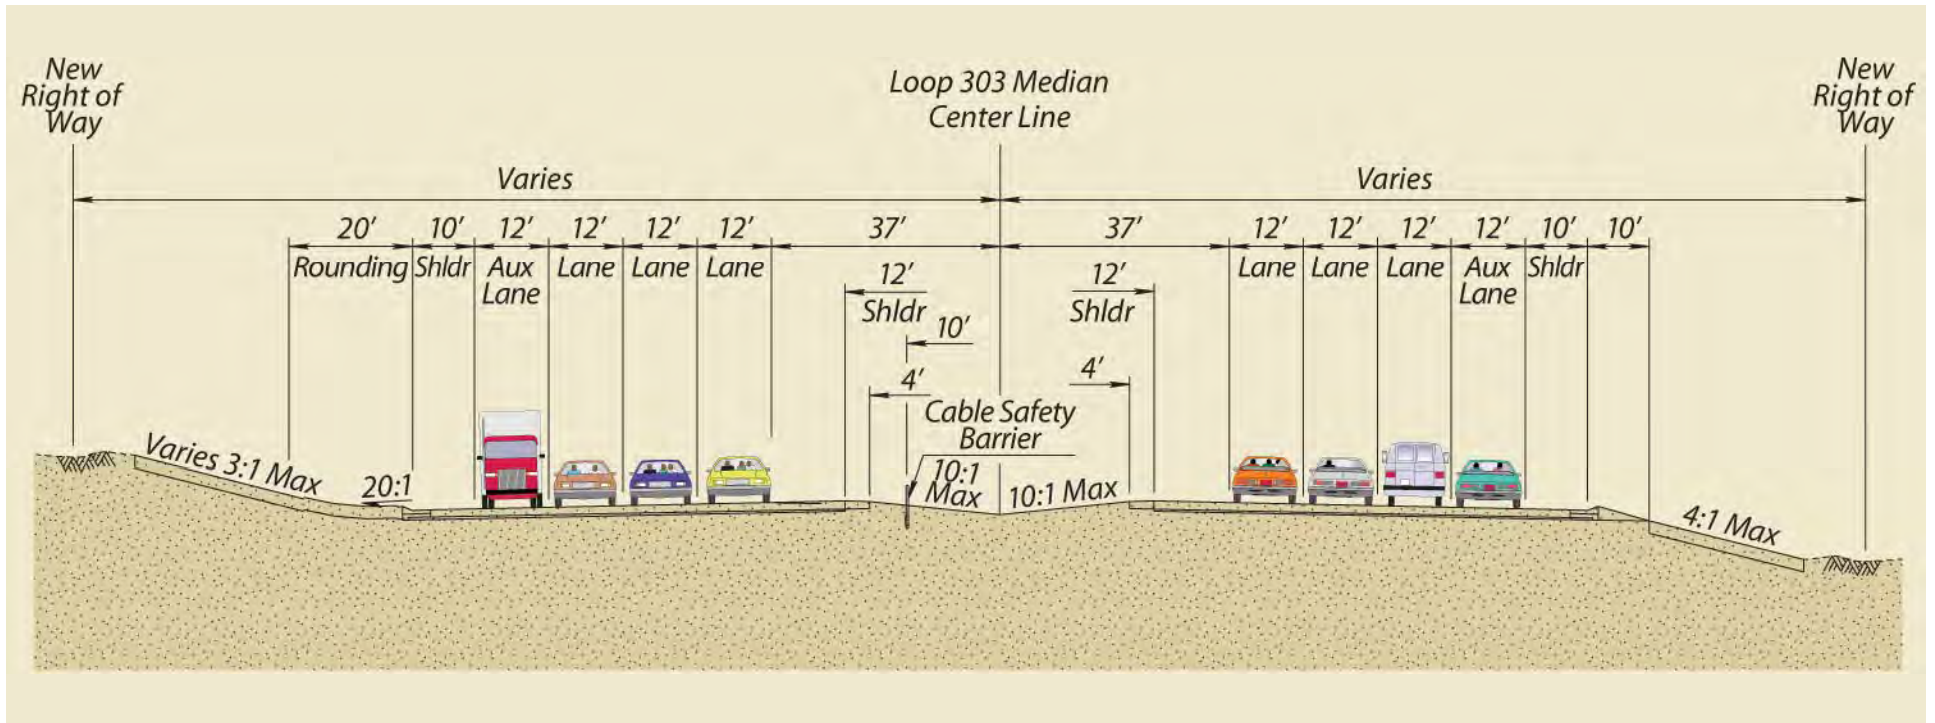 New
Right of
Way
Loop 303 Median
Center Line
New
Right of
Way
Varies
Varies
20' 10' 12' 12' 12' 12' 37' 37' 12' 12' 12' 12' 10' 10'
Rounding Shldr Aux Lane Lane Lane Lane Lane Lane Aux Shldr
Lane
Lane
12'
Shldr
12'
Shldr
10'
4'
4'
Cable Safety
Barrier
Varies 3:1 Max
20:1
10:1
Max
10:1 Max
4:1 Max